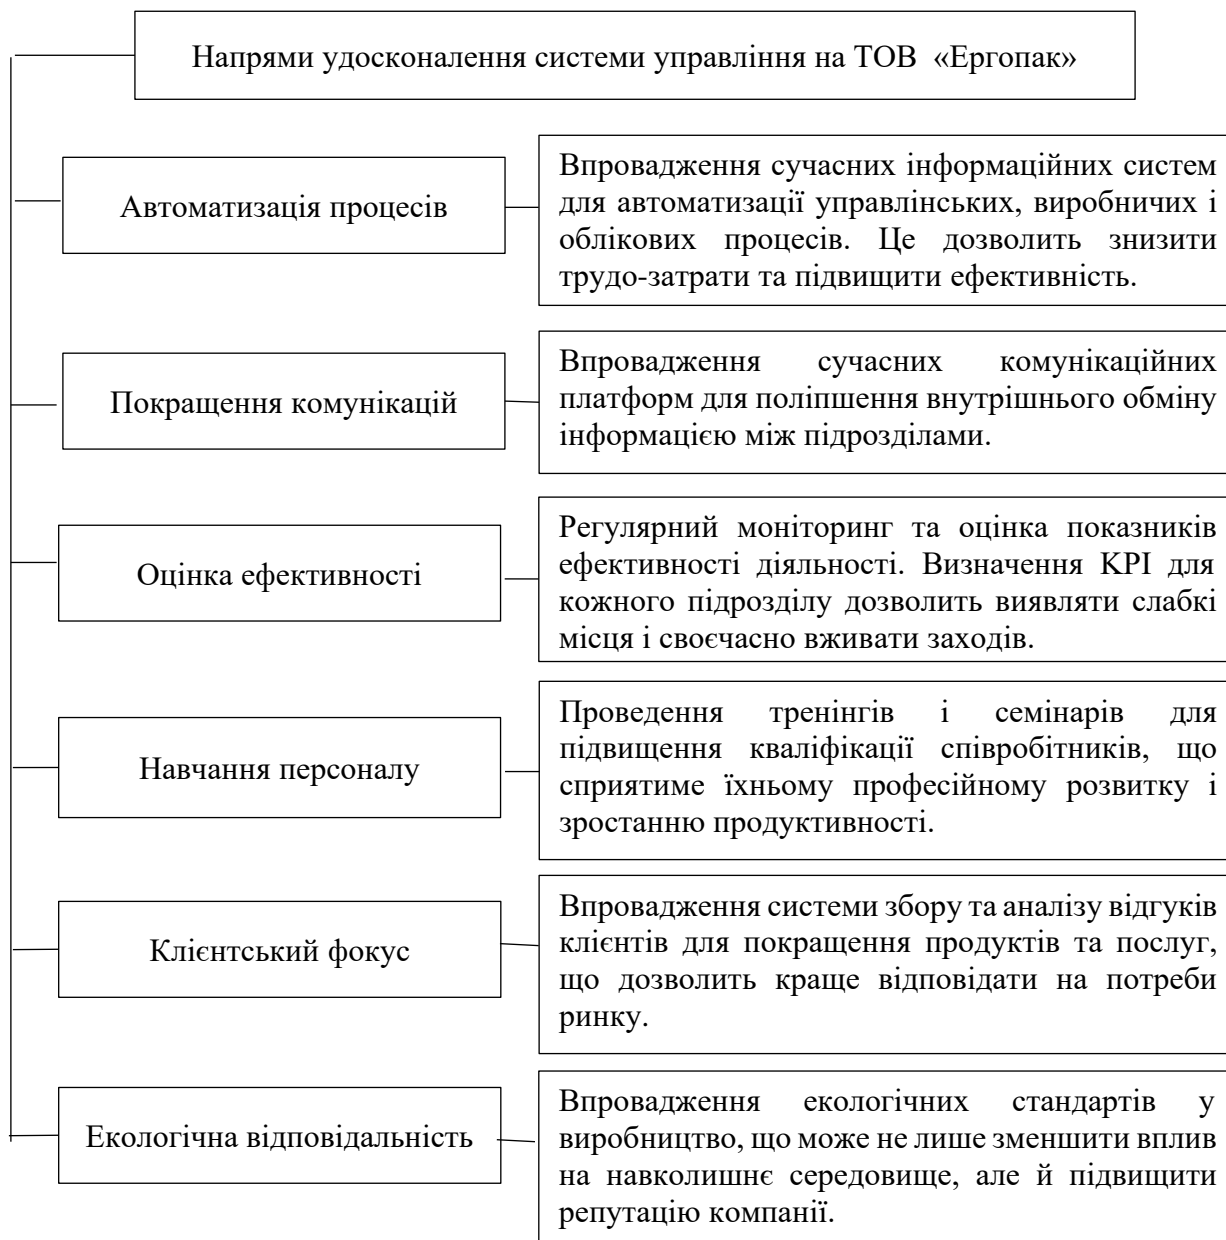 Напрями удосконалення системи управління на ТОВ «Ергопак»
Автоматизація процесів
Впровадження сучасних інформаційних систем
для автоматизації управлінських, виробничих і
облікових процесів. Це дозволить знизити
трудо-затрати та підвищити ефективність.
Покращення комунікацій
Впровадження сучасних комунікаційних
платформ для поліпшення внутрішнього обміну
інформацією між підрозділами.
Оцінка ефективності
Регулярний моніторинг та оцінка показників
ефективності діяльності. Визначення KPI для
кожного підрозділу дозволить виявляти слабкі
місця і своєчасно вживати заходів.
Навчання персоналу
Проведення тренінгів і семінарів для
підвищення кваліфікації співробітників, що
сприятиме їхньому професійному розвитку і
зростанню продуктивності.
Клієнтський фокус
Впровадження системи збору та аналізу відгуків
клієнтів для покращення продуктів та послуг,
що дозволить краще відповідати на потреби
ринку.
Екологічна відповідальність
Впровадження екологічних стандартів у
виробництво, що може не лише зменшити вплив
на навколишнє середовище, але й підвищити
репутацію компанії.